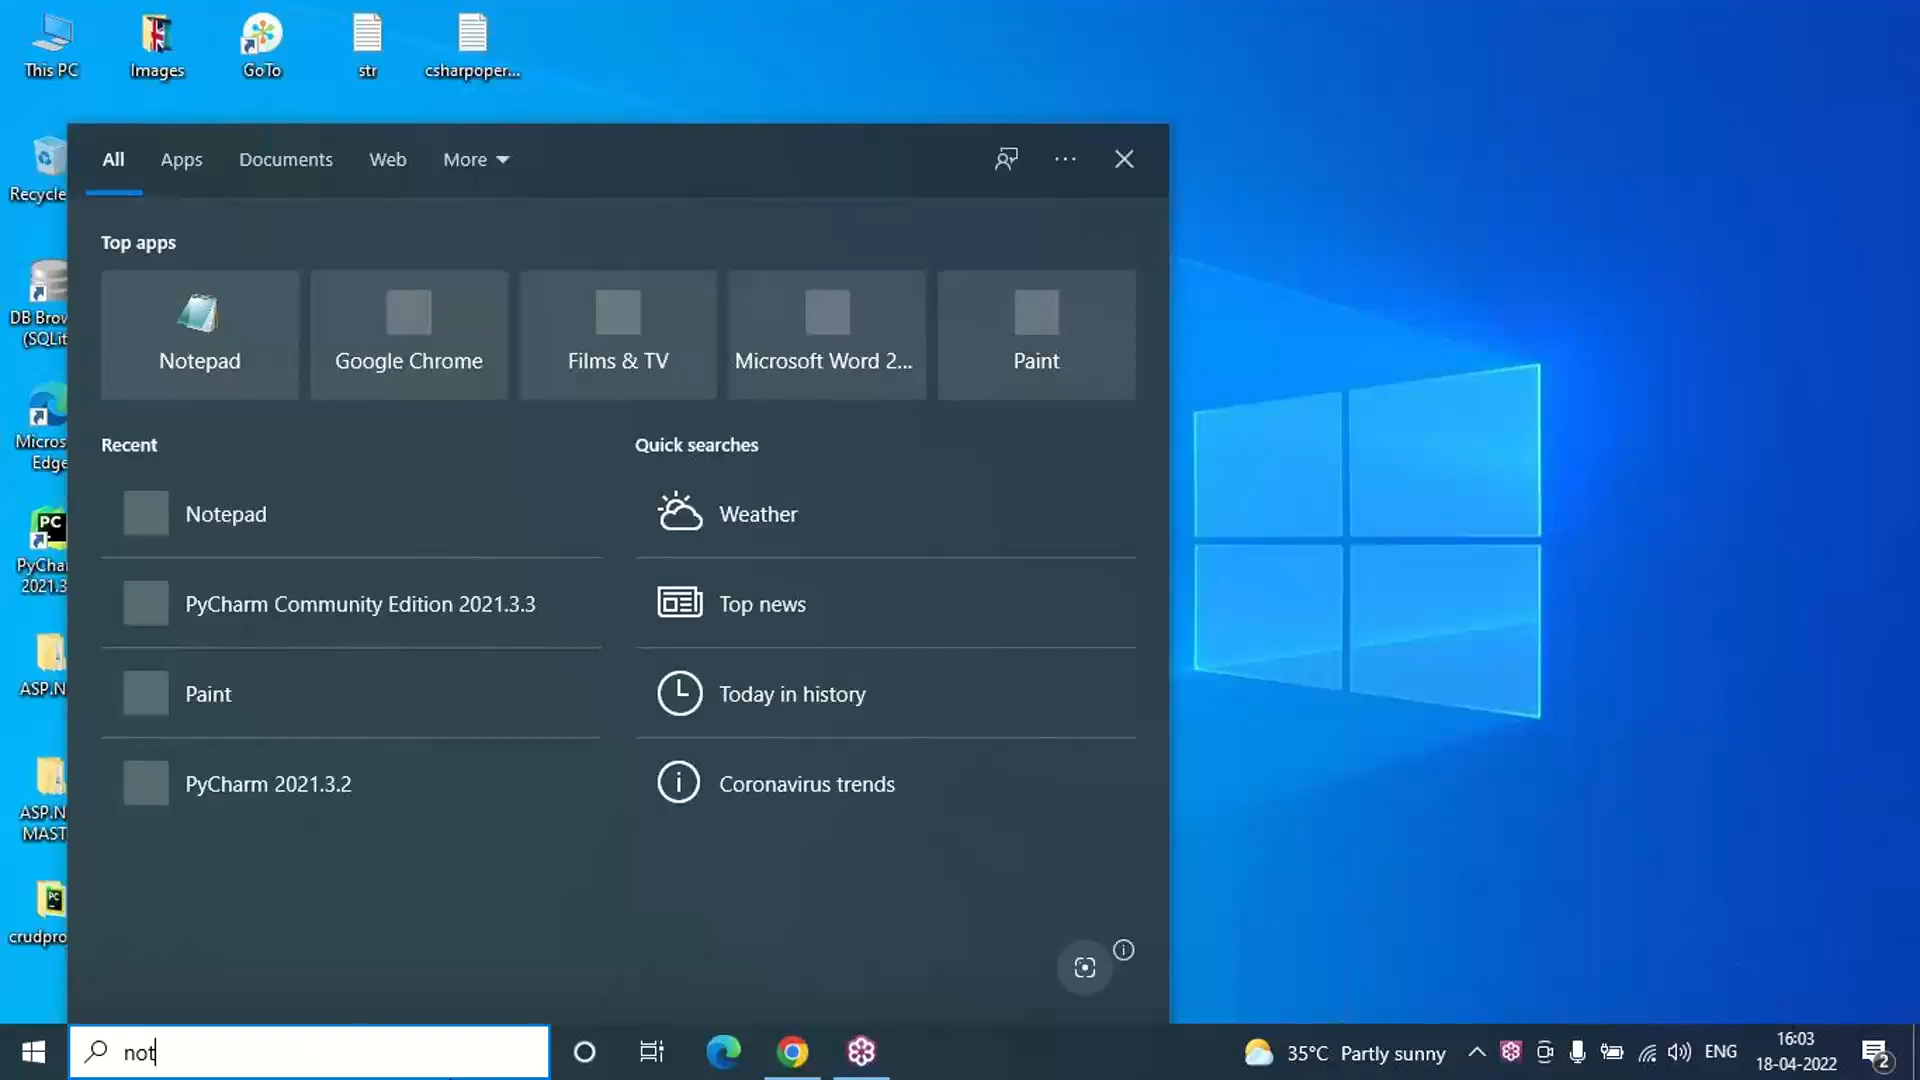 This PC
Images
GoTo
str
csharpoper...
Recycle
DB Brow
(SQLit
Micros
Edge
PC
PyChar
2021.3
ASP.N
ASP.N
MAST
PC
crudpro
All
Apps
Documents
Web
More
Top apps
Notepad
Google Chrome
Films & TV
Microsoft Word 2...
Paint
Recent
Notepad
PyCharm Community Edition 2021.3.3
Paint
PyCharm 2021.3.2
Quick searches
Weather
Top news
Today in history
Coronavirus trends
not
35°C Partly sunny
ENG
16:03
18-04-2022
2